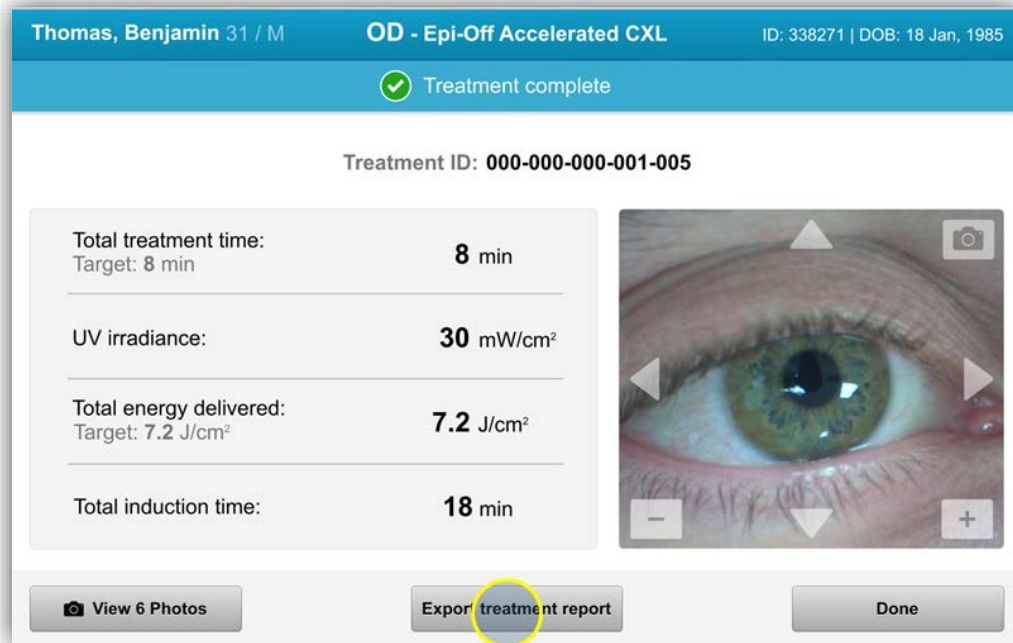 Thomas, Benjamin 31 / M
OD - Epi-Off Accelerated CXL
ID: 338271 | DOB: 18 Jan, 1985
Treatment complete
Treatment ID: 000-000-000-001-005
Total treatment time:
Target: 8 min
8 min
UV irradiance:
30 mW/cm²
Total energy delivered:
Target: 7.2 J/cm²
7.2 J/cm²
Total induction time:
18 min
View 6 Photos
Export treatment report
Done